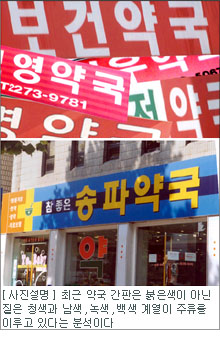 보건약국
영약국
T273-9781
약국
참좋은 송파약국
약
[ 사진설명 ] 최근 약국 간판은 붉은색이 아닌
짙은 청색과 남색 ,녹색, 백색 계열이 주류를
이루고 있다는 분석이다